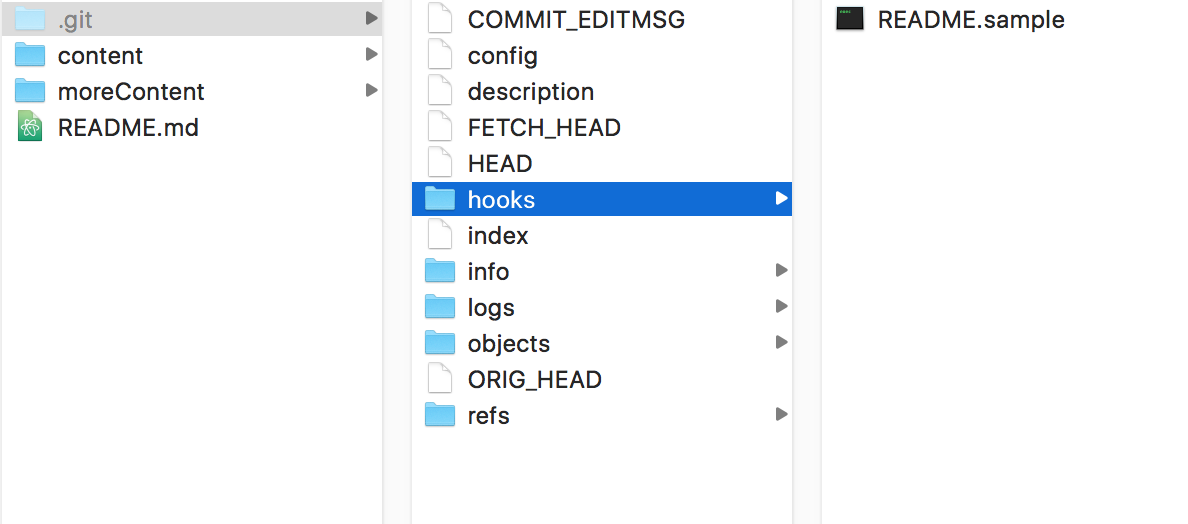 .git
content
moreContent
README.md
COMMIT_EDITMSG
config
description
FETCH_HEAD
HEAD
hooks
index
info
logs
objects
ORIG_HEAD
refs
README.sample